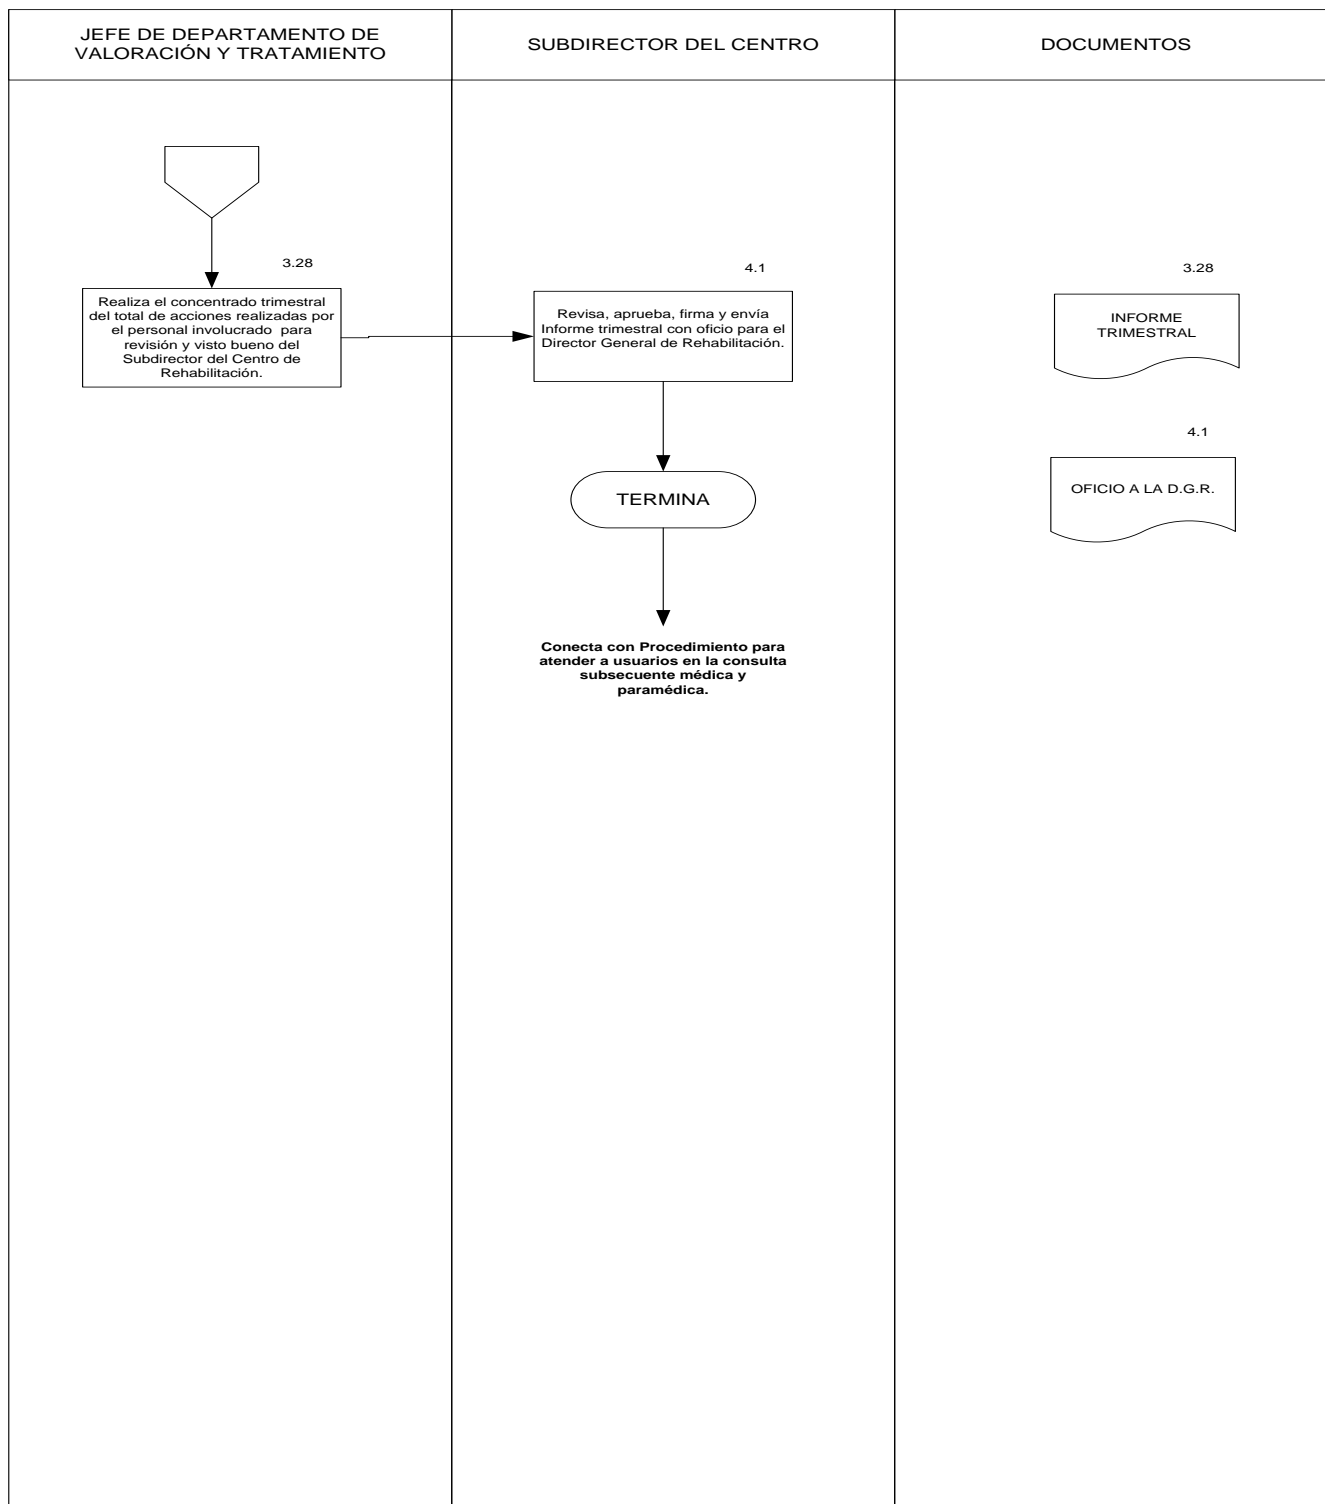 JEFE DE DEPARTAMENTO DE
VALORACIÓN Y TRATAMIENTO
SUBDIRECTOR DEL CENTRO
DOCUMENTOS
3.28
Realiza el concentrado trimestral
del total de acciones realizadas por
el personal involucrado para
revisión y visto bueno del
Subdirector del Centro de
Rehabilitación.
4.1
Revisa, aprueba, firma y envía
Informe trimestral con oficio para el
Director General de Rehabilitación.
TERMINA
Conecta con Procedimiento para
atender a usuarios en la consulta
subsecuente médica y
paramédica.
3.28
INFORME
TRIMESTRAL
4.1
OFICIO A LA D.G.R.